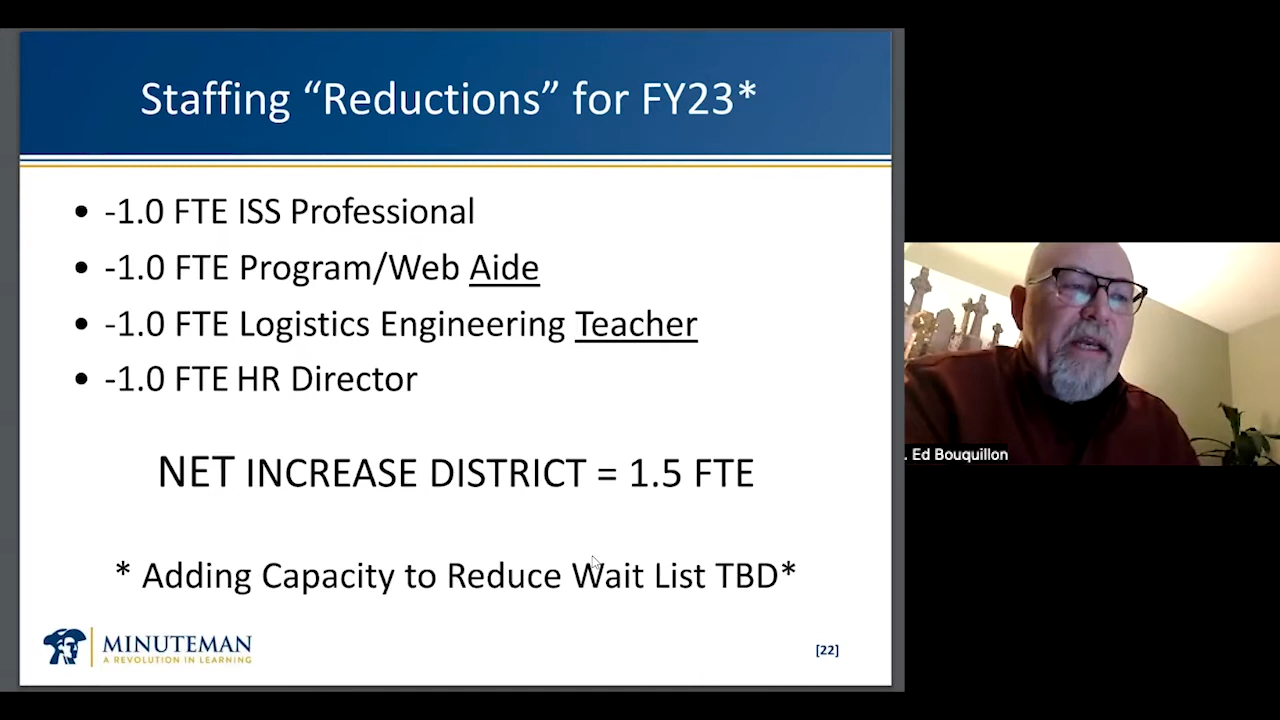 Staffing “Reductions” for FY23*
• -1.0 FTE ISS Professional
• -1.0 FTE Program/Web Aide
• -1.0 FTE Logistics Engineering Teacher
• -1.0 FTE HR Director
NET INCREASE DISTRICT = 1.5 FTE
* Adding Capacity to Reduce Wait List TBD*
MINUTEMAN
A REVOLUTION IN LEARNING
[22]
. Ed Bouquillon